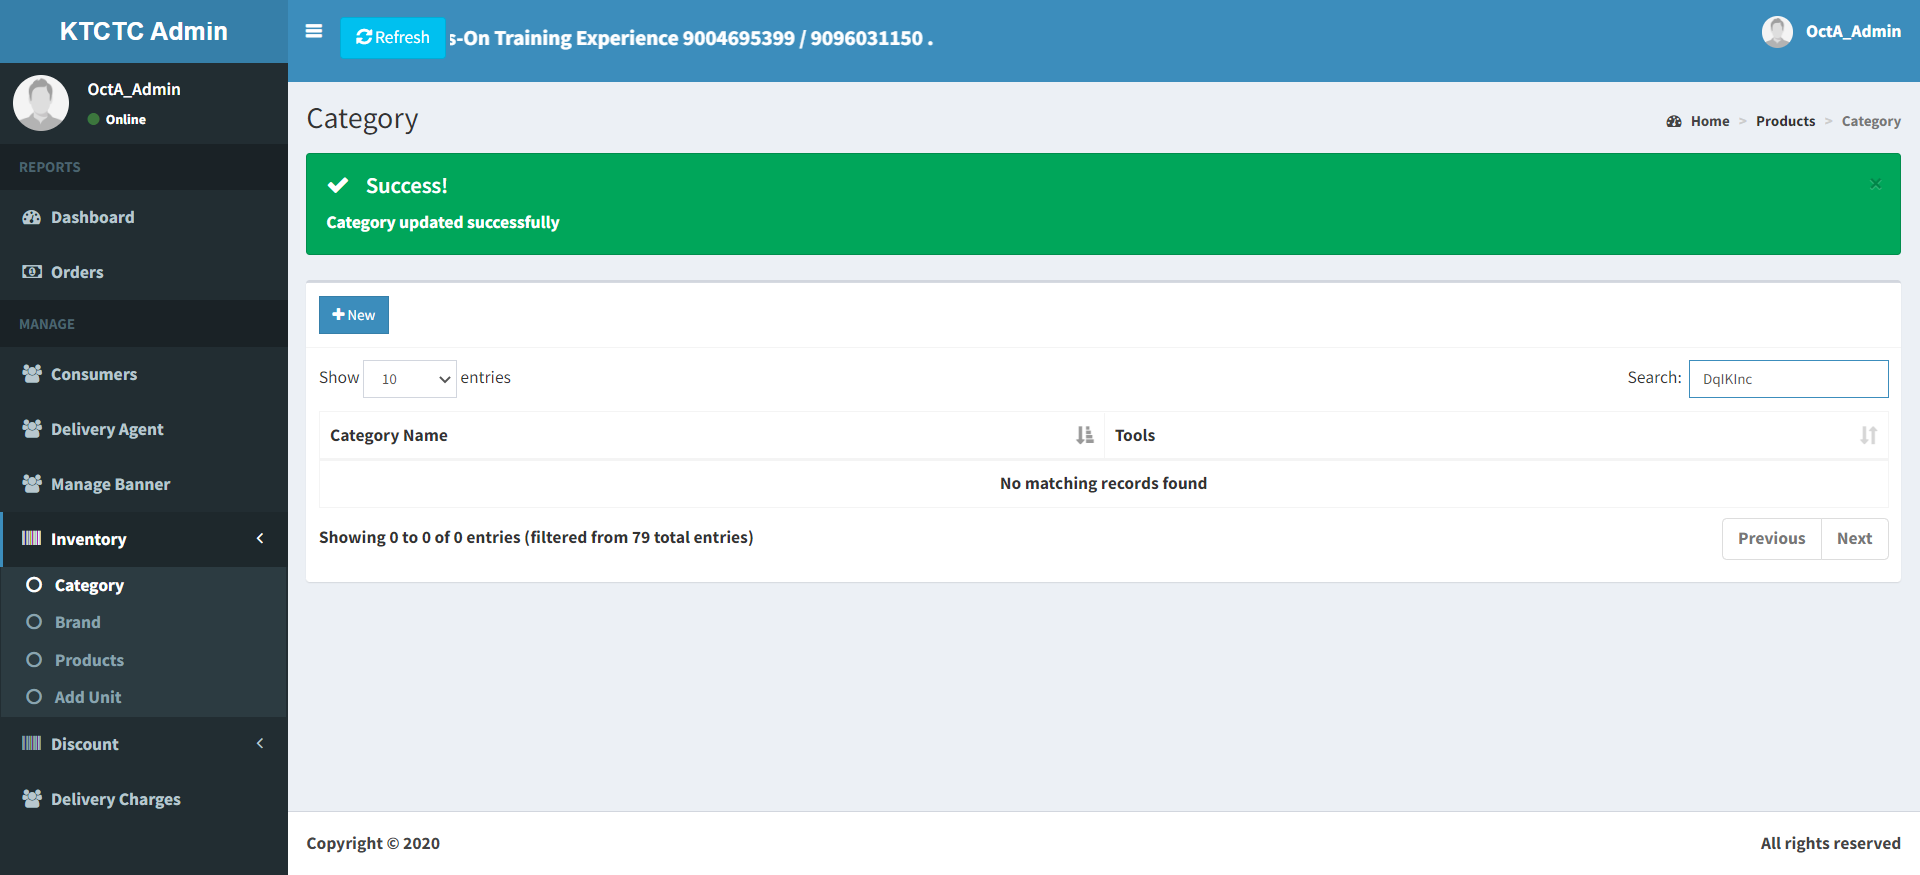 KTCTC Admin
Refresh
s-On Training Experience 9004695399 / 9096031150 .
OctA_Admin
OctA_Admin
Online
REPORTS
Dashboard
Orders
MANAGE
Consumers
Delivery Agent
Manage Banner
Inventory
Category
Brand
Products
Add Unit
Discount
Delivery Charges
Category
Home > Products > Category
Success!
×
Category updated successfully
New
Show 10 entries
Search: DqIKInc
Category Name
Tools
No matching records found
Showing 0 to 0 of 0 entries (filtered from 79 total entries)
Previous
Next
Copyright © 2020
All rights reserved